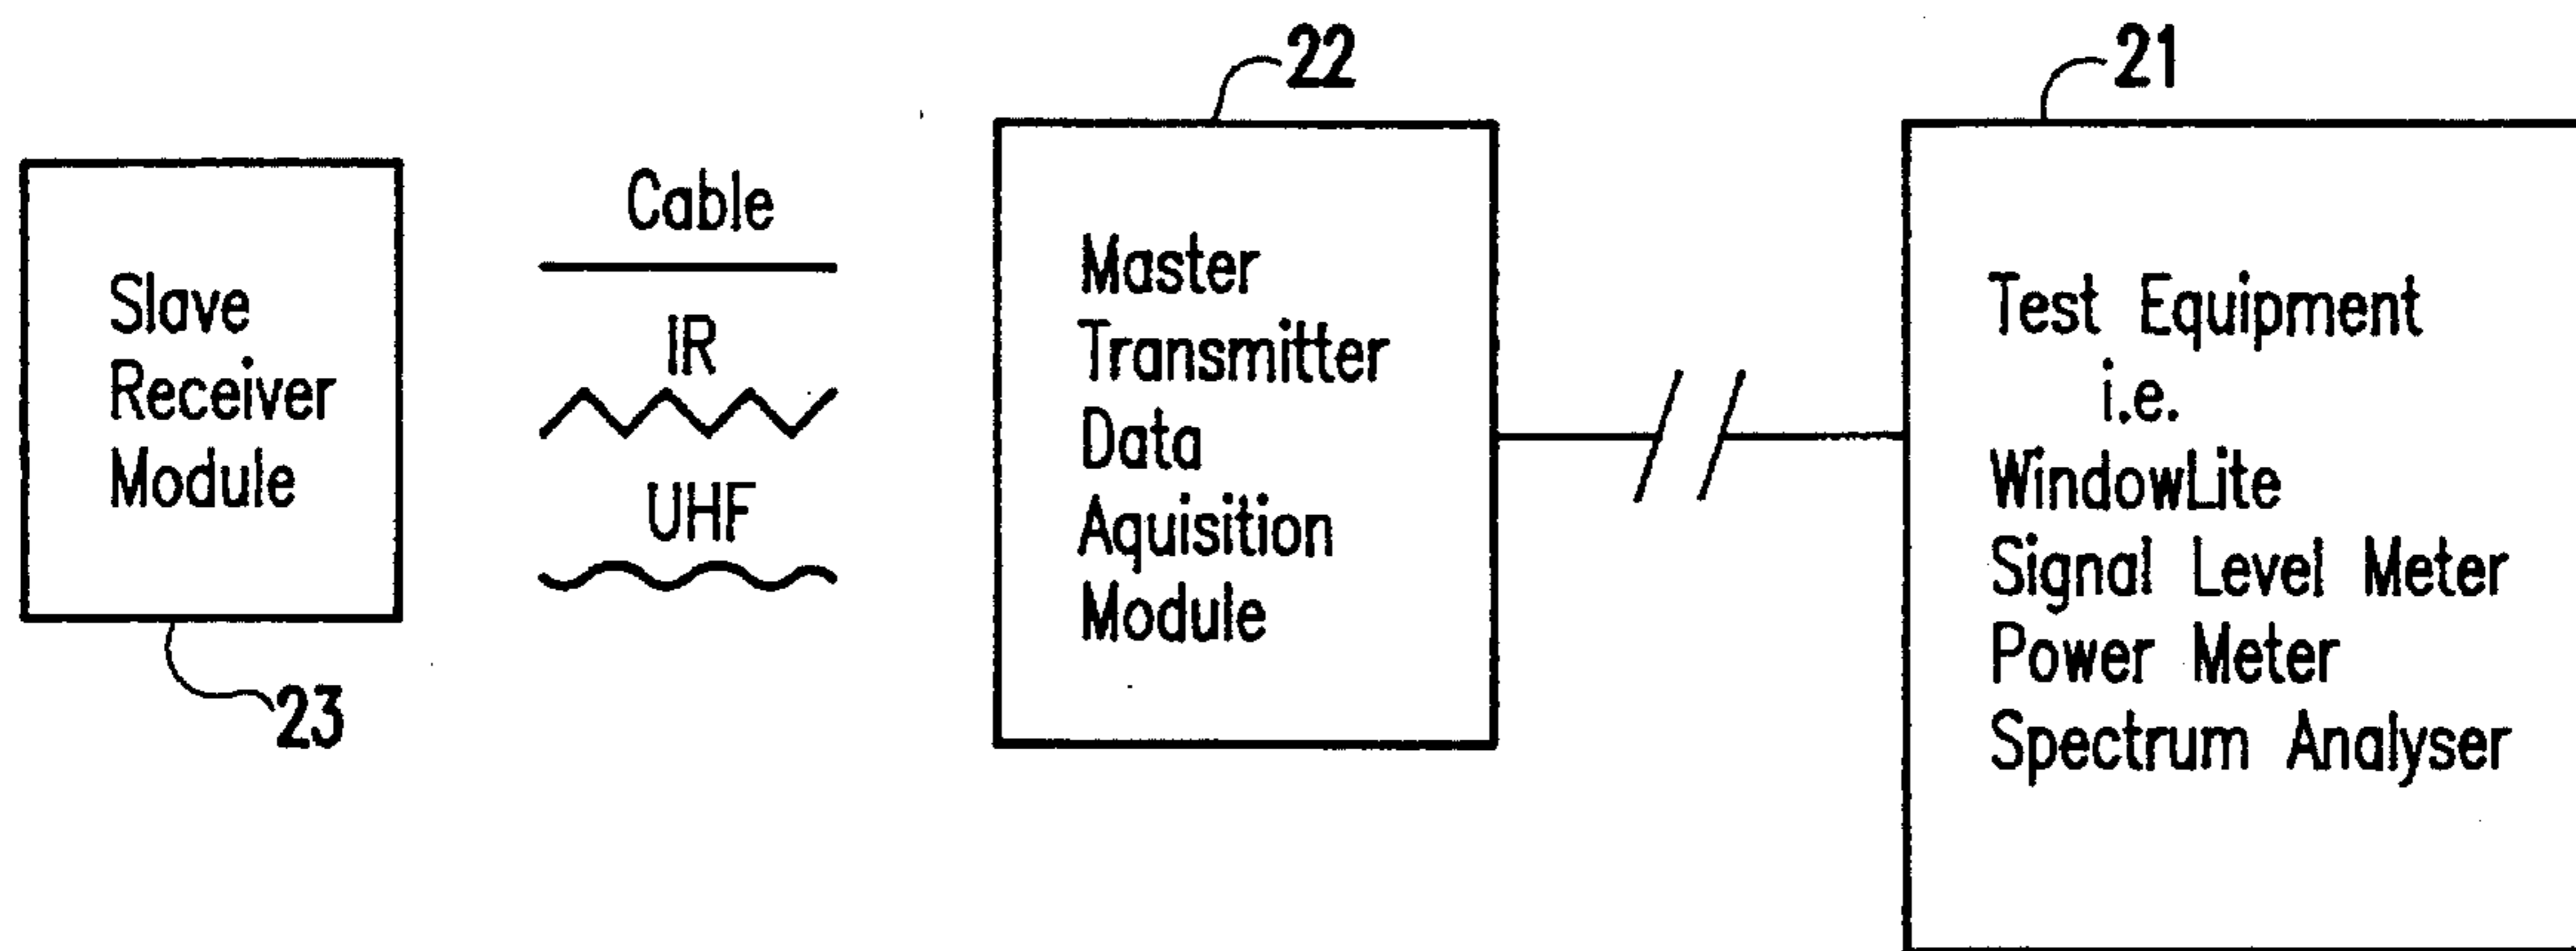 22
21
Slave
Receiver
Module
23
Cable
IR
UHF
Master
Transmitter
Data
Aquisition
Module
Test Equipment
i.e.
WindowLite
Signal Level Meter
Power Meter
Spectrum Analyser